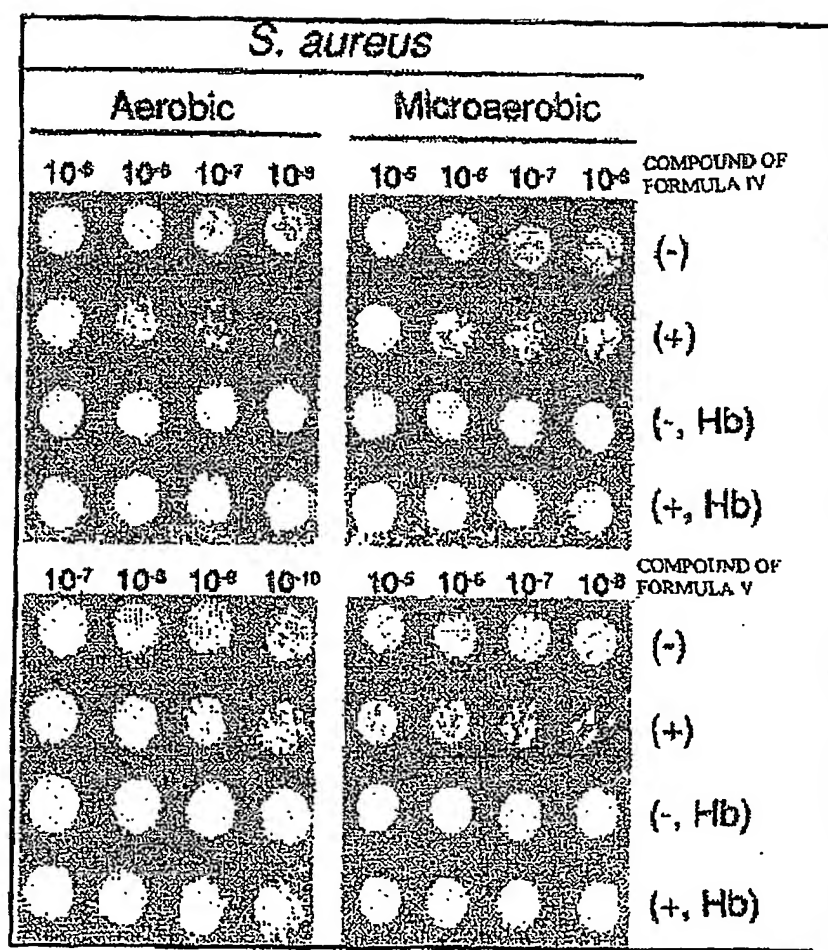 S. aureus
Aerobic Microaerobic
10-6 10-8 10-7 10-9 10-5 10-6 10-7 10-8 COMPOUND OF
FORMULA IV
(-)
(+)
(-, Hb)
(+, Hb)
10-7 10-8 10-9 10-10 10-5 10-6 10-7 10-8 COMPOUND OF
FORMULA V
(-)
(+)
(-, Hb)
(+, Hb)